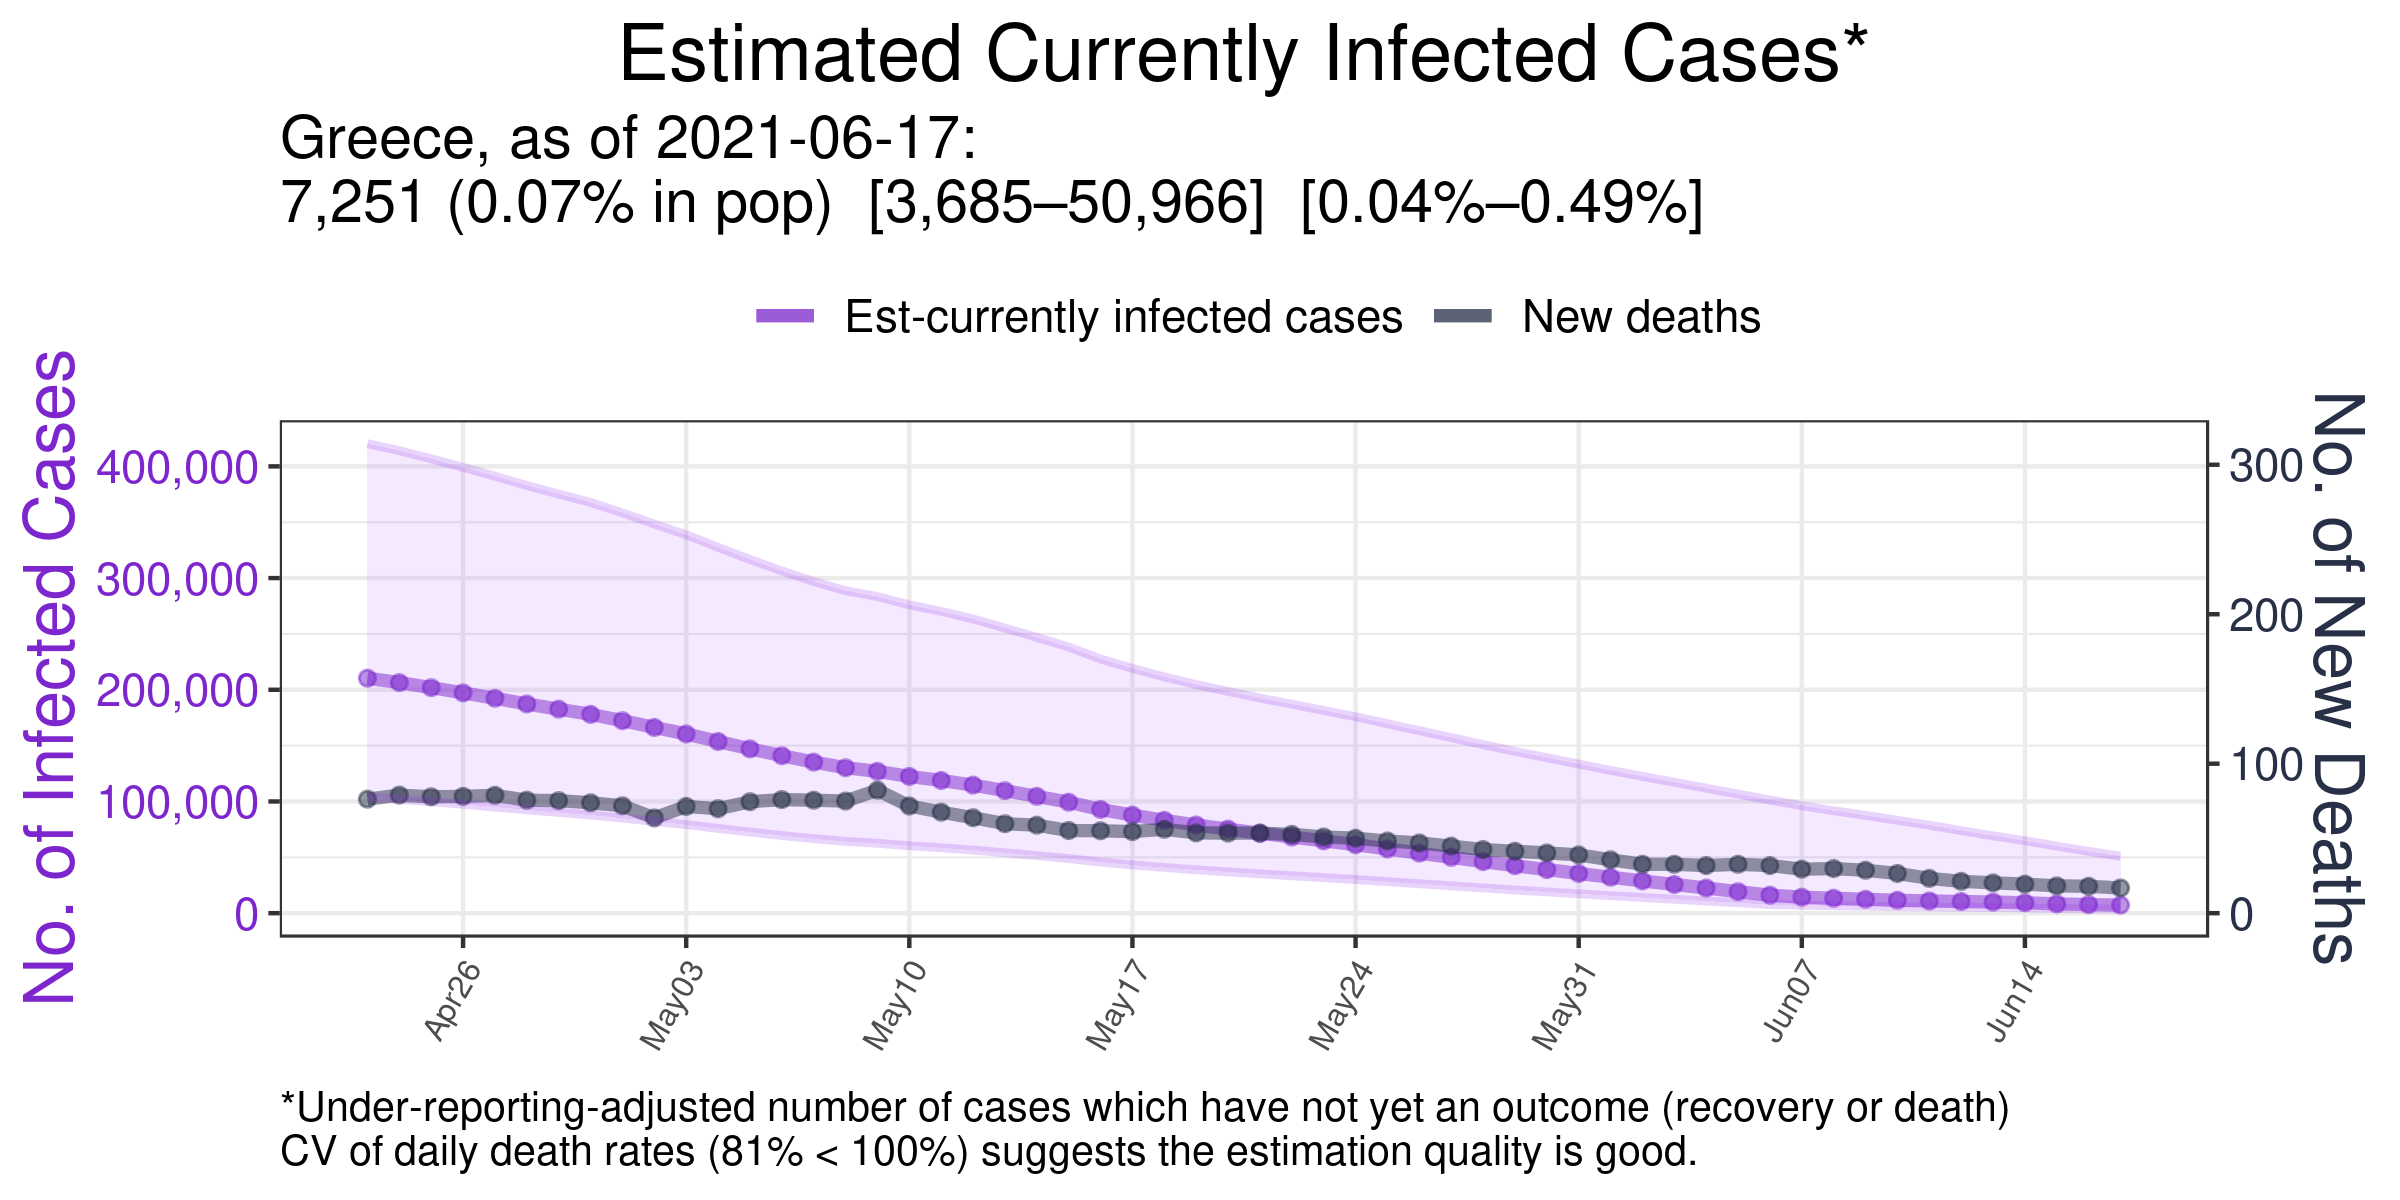 Estimated Currently Infected Cases*
Greece, as of 2021-06-17:
7,251 (0.07% in pop)  [3,685–50,966]  [0.04%–0.49%]
Est-currently infected cases
New deaths
No. of Infected Cases
400,000
300,000
200,000
100,000
0
300
200
100
0
No. of New Deaths
Apr26
May03
May10
May17
May24
May31
Jun07
Jun14
*Under-reporting-adjusted number of cases which have not yet an outcome (recovery or death)
CV of daily death rates (81% < 100%) suggests the estimation quality is good.